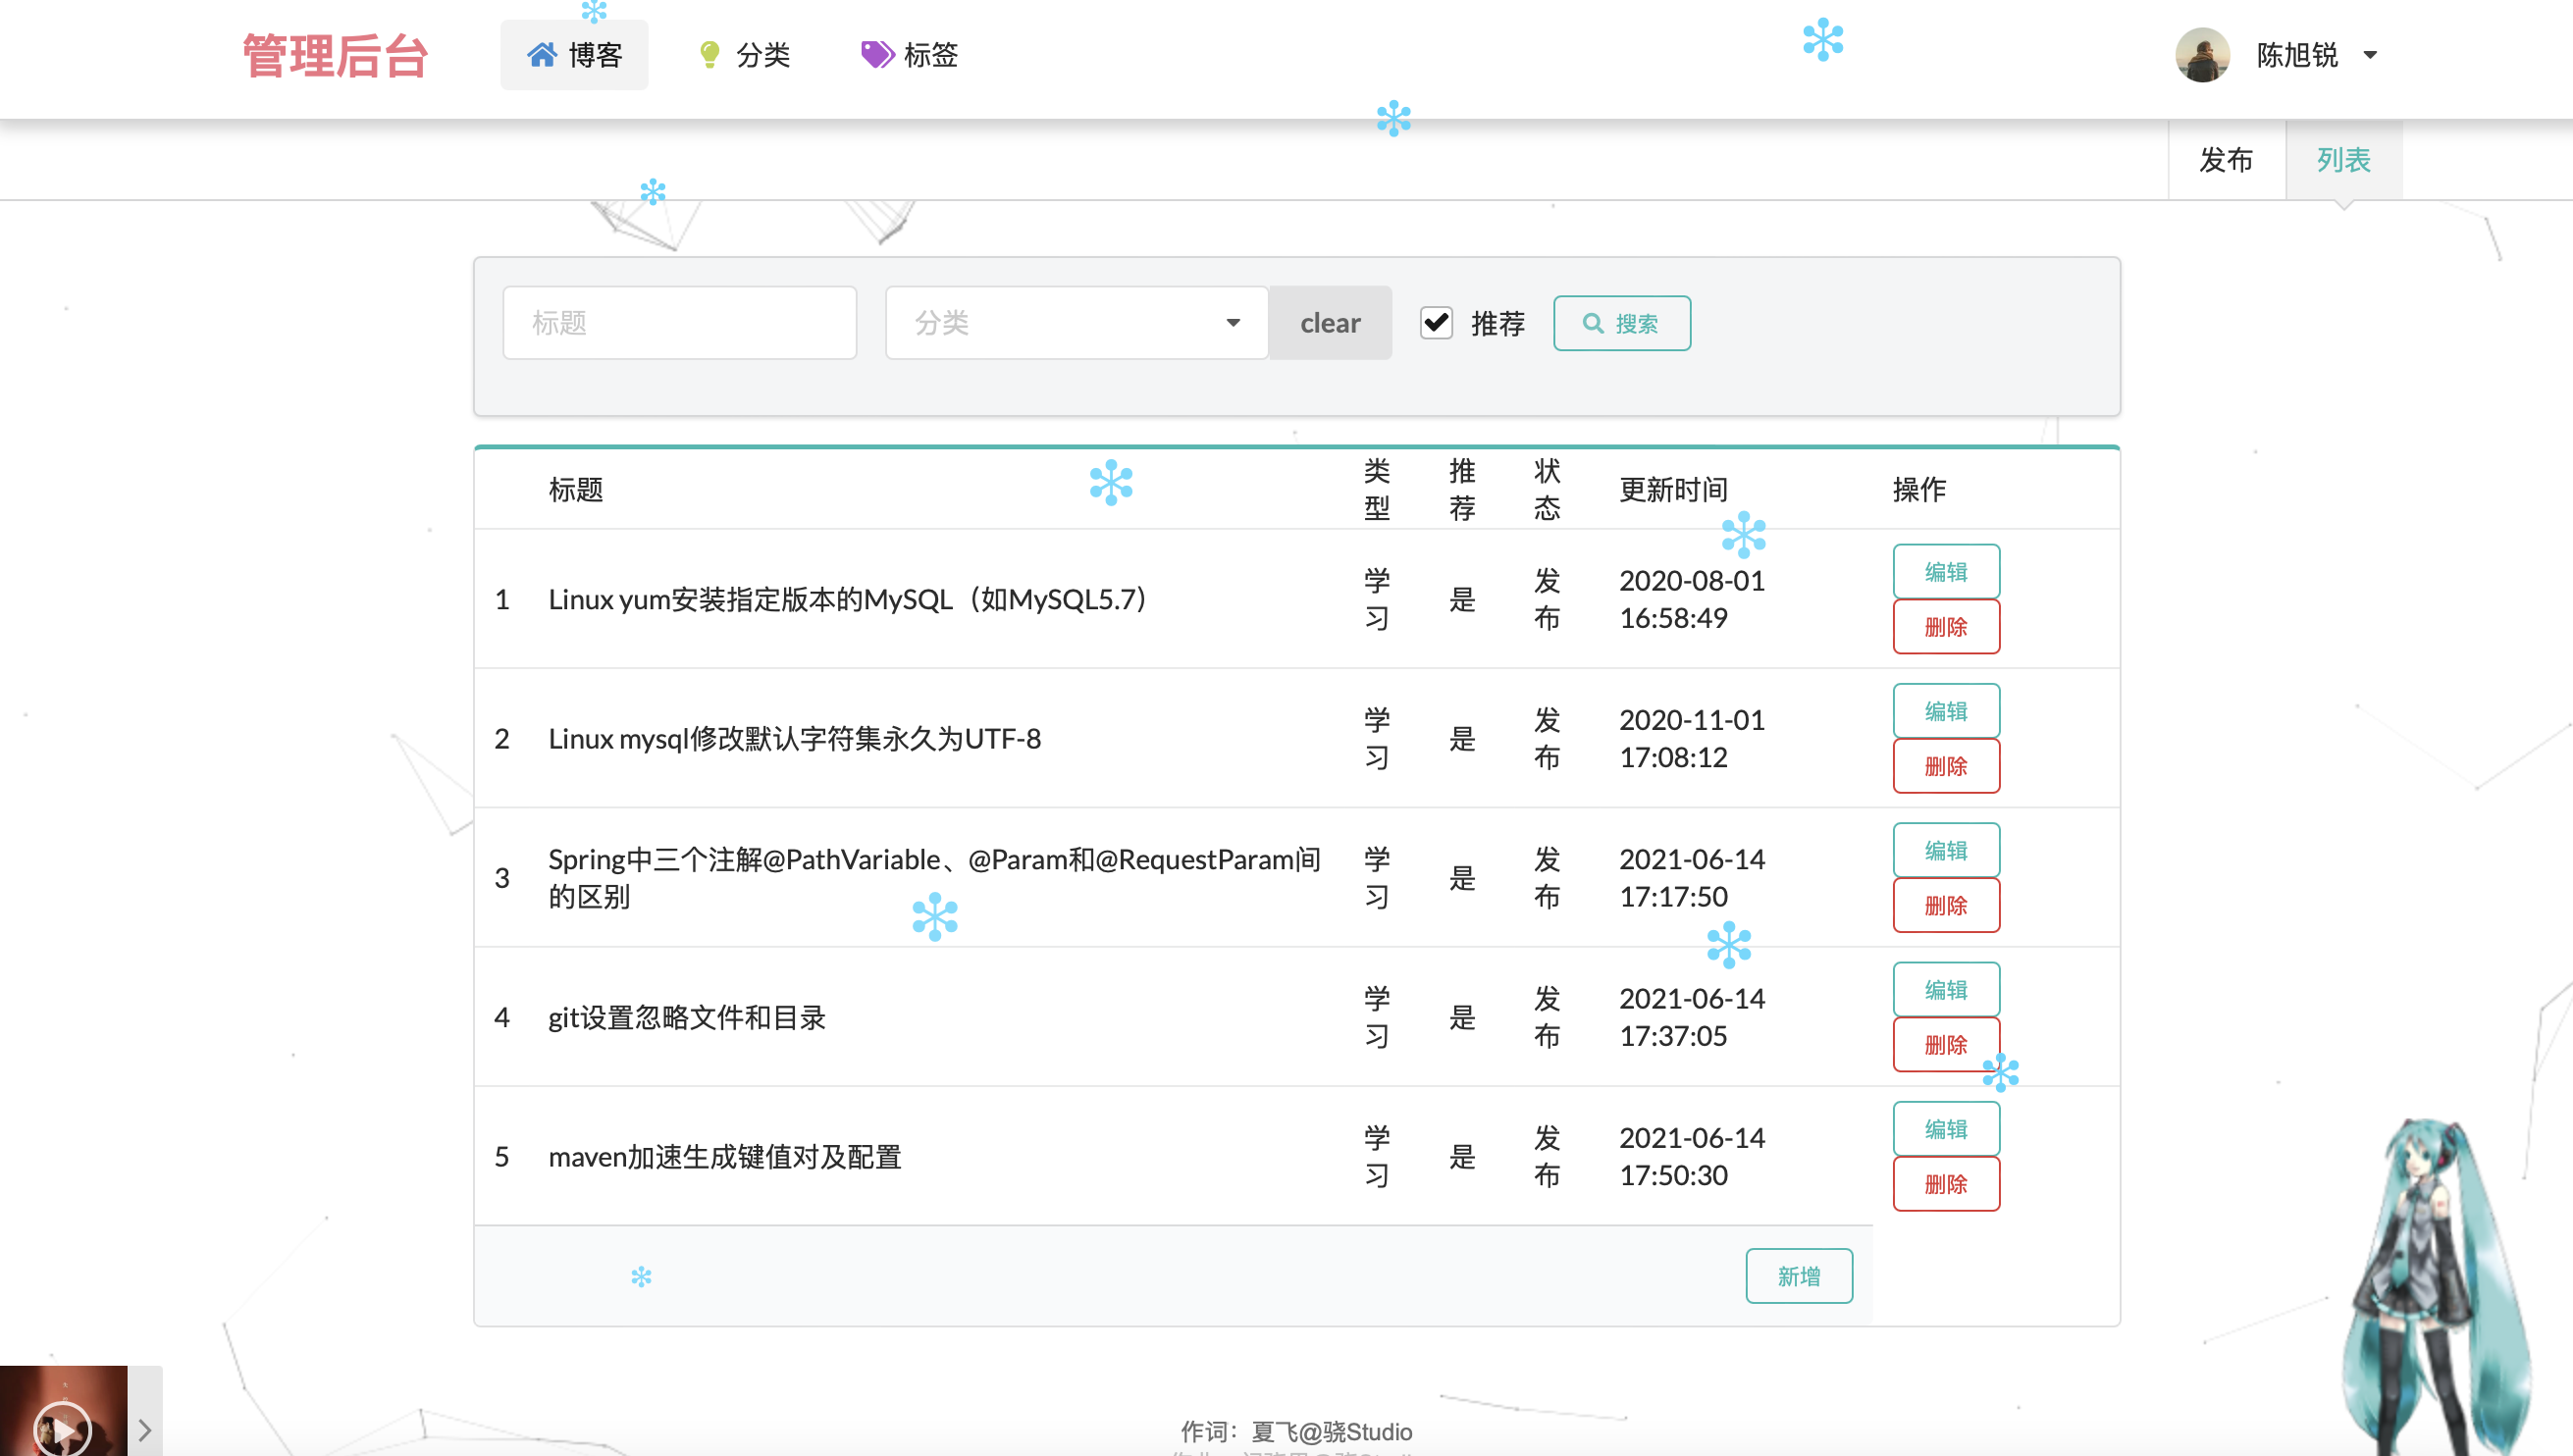 管理后台 博客 分类 标签 陈旭锐
发布 列表
标题 分类 clear 推荐 搜索
标题 类型 推荐 状态 更新时间 操作
1 Linux yum安装指定版本的MySQL（如MySQL5.7） 学习 是 发布 2020-08-01 16:58:49 编辑 删除
2 Linux mysql修改默认字符集永久为UTF-8 学习 是 发布 2020-11-01 17:08:12 编辑 删除
3 Spring中三个注解@PathVariable、@Param和@RequestParam间的区别 学习 是 发布 2021-06-14 17:17:50 编辑 删除
4 git设置忽略文件和目录 学习 是 发布 2021-06-14 17:37:05 编辑 删除
5 maven加速生成键值对及配置 学习 是 发布 2021-06-14 17:50:30 编辑 删除
新增
作词：夏飞@骁Studio